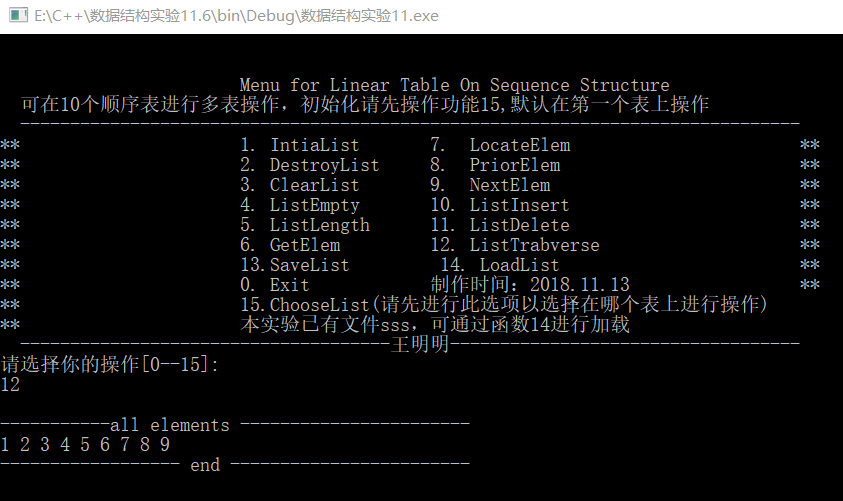 E:\C++\数据结构实验11.6\bin\Debug\数据结构实验11.exe
Menu for Linear Table On Sequence Structure
可在10个顺序表进行多表操作，初始化请先操作功能15,默认在第一个表上操作
------------------------------------------------------------------------------
** 1. IntiaList 7. LocateElem **
** 2. DestroyList 8. PriorElem **
** 3. ClearList 9. NextElem **
** 4. ListEmpty 10. ListInsert **
** 5. ListLength 11. ListDelete **
** 6. GetElem 12. ListTrabverse **
** 13.SaveList 14. LoadList **
** 0. Exit 制作时间：2018.11.13 **
** 15.ChooseList(请先进行此选项以选择在哪个表上进行操作)
** 本实验已有文件sss，可通过函数14进行加载
-------------------------------------王明明-----------------------------------
请选择你的操作[0--15]:
12
-----------all elements -----------------------
1 2 3 4 5 6 7 8 9
------------------ end ------------------------